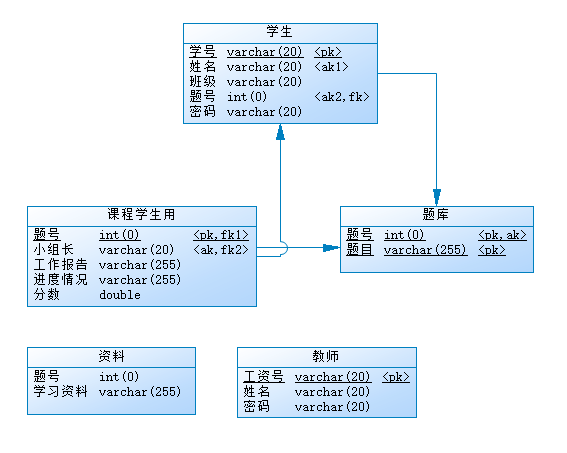 学生
学号 varchar(20) <pk>
姓名 varchar(20) <ak1>
班级 varchar(20)
题号 int(0) <ak2,fk>
密码 varchar(20)
课程学生用
题号 int(0) <pk,fk1>
小组长 varchar(20) <ak,fk2>
工作报告 varchar(255)
进度情况 varchar(255)
分数 double
题库
题号 int(0) <pk,ak>
题目 varchar(255) <pk>
资料
题号 int(0)
学习资料 varchar(255)
教师
工资号 varchar(20) <pk>
姓名 varchar(20)
密码 varchar(20)